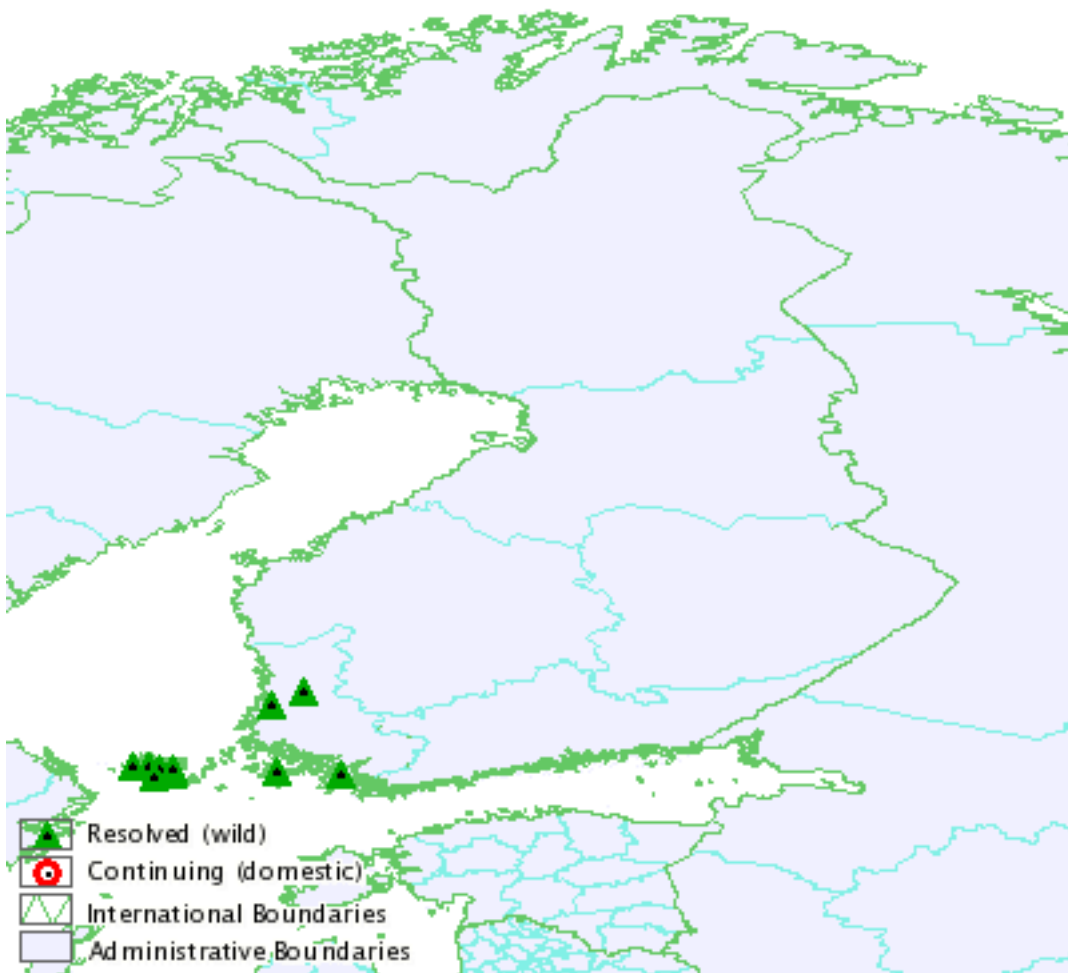 Resolved (wild)
Continuing (domestic)
International Boundaries
Administrative Boundaries